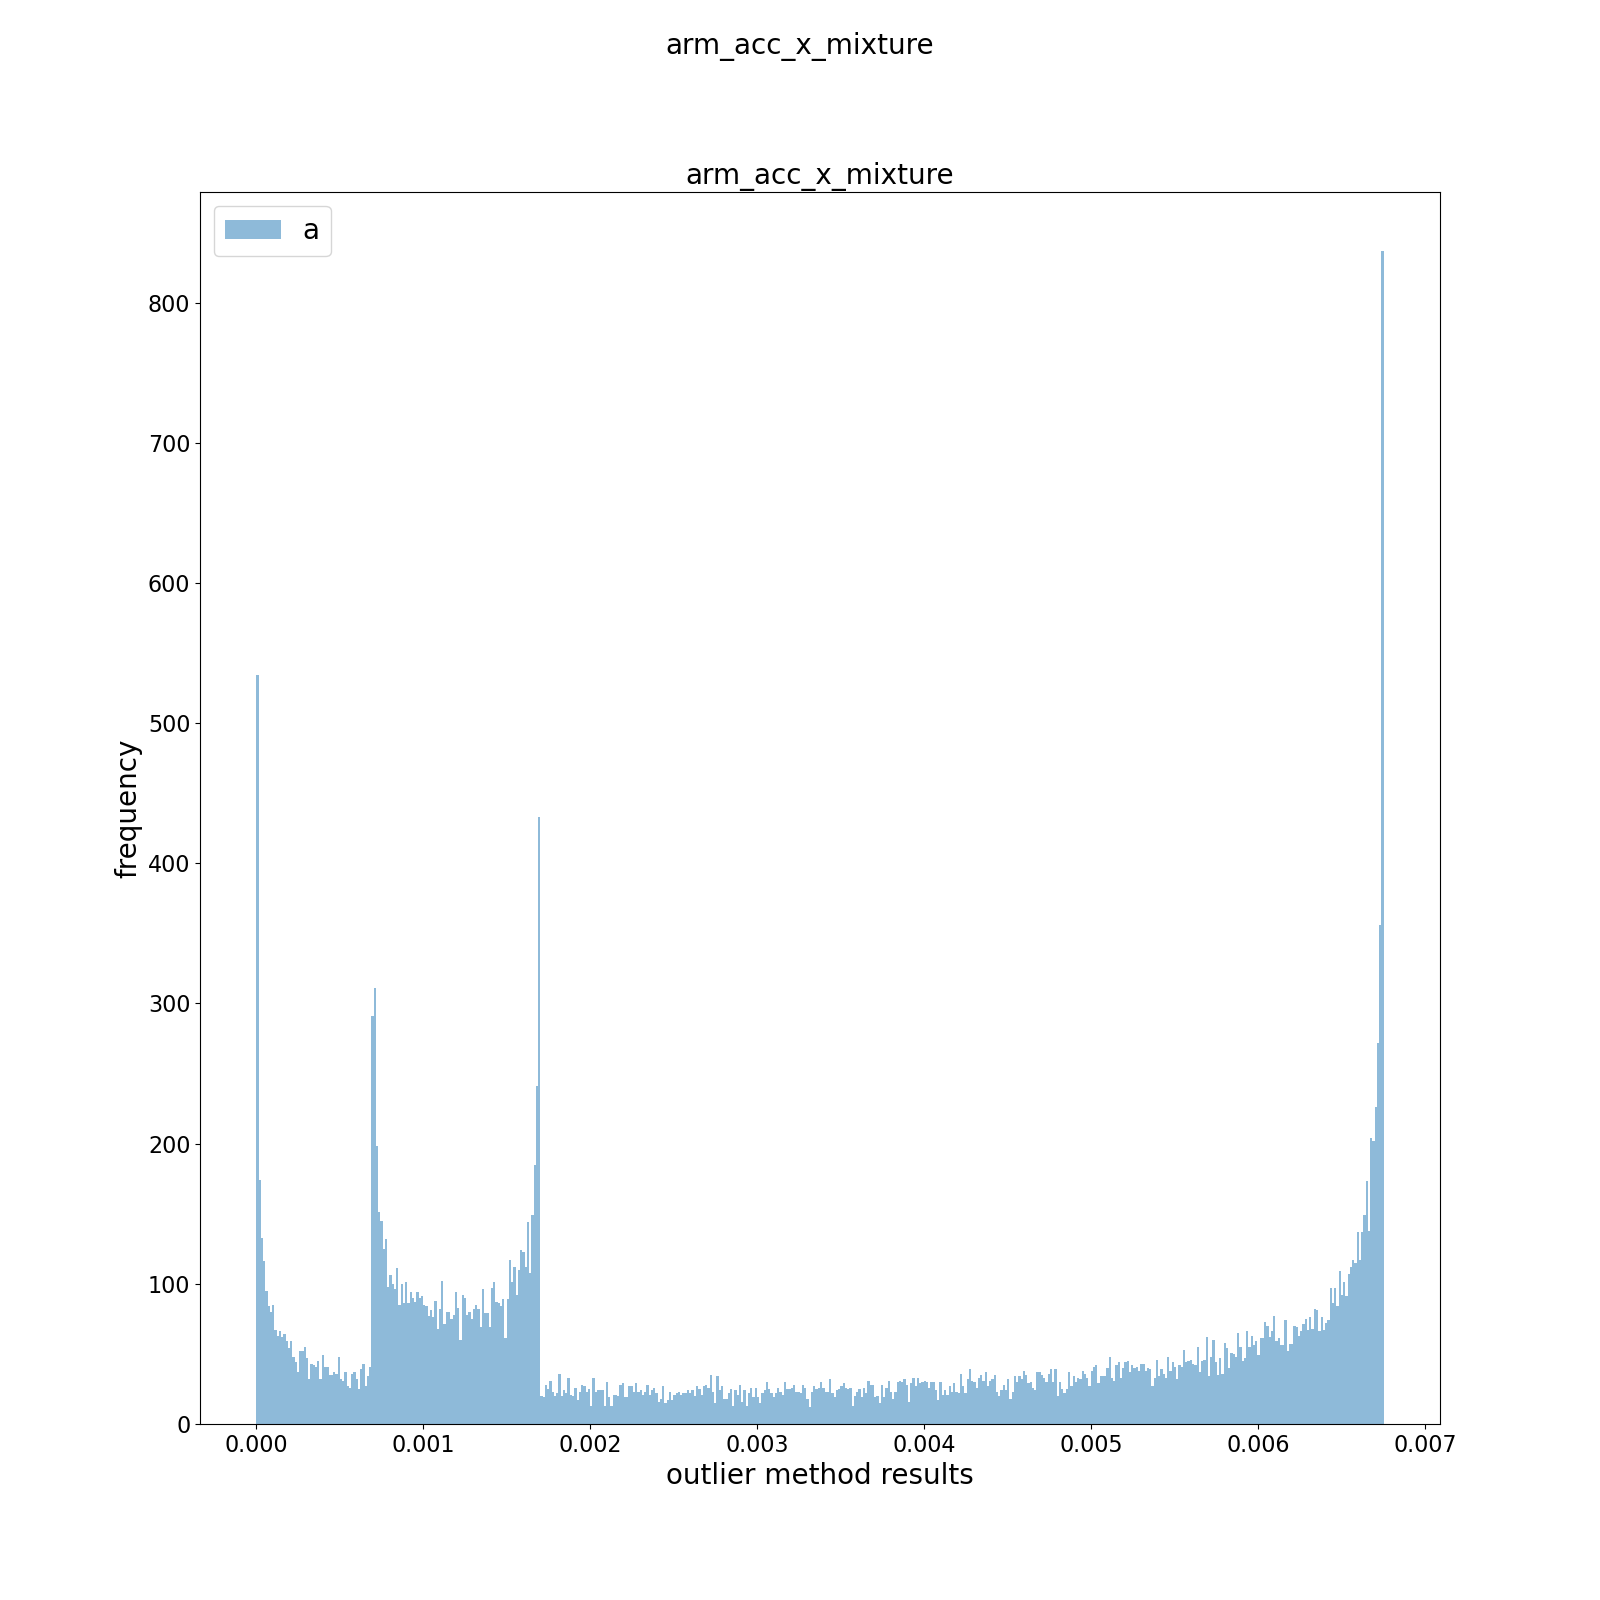 arm_acc_x_mixture
arm_acc_x_mixture
a
800
700
600
500
400
300
200
100
0
frequency
0.000 0.001 0.002 0.003 0.004 0.005 0.006 0.007
outlier method results